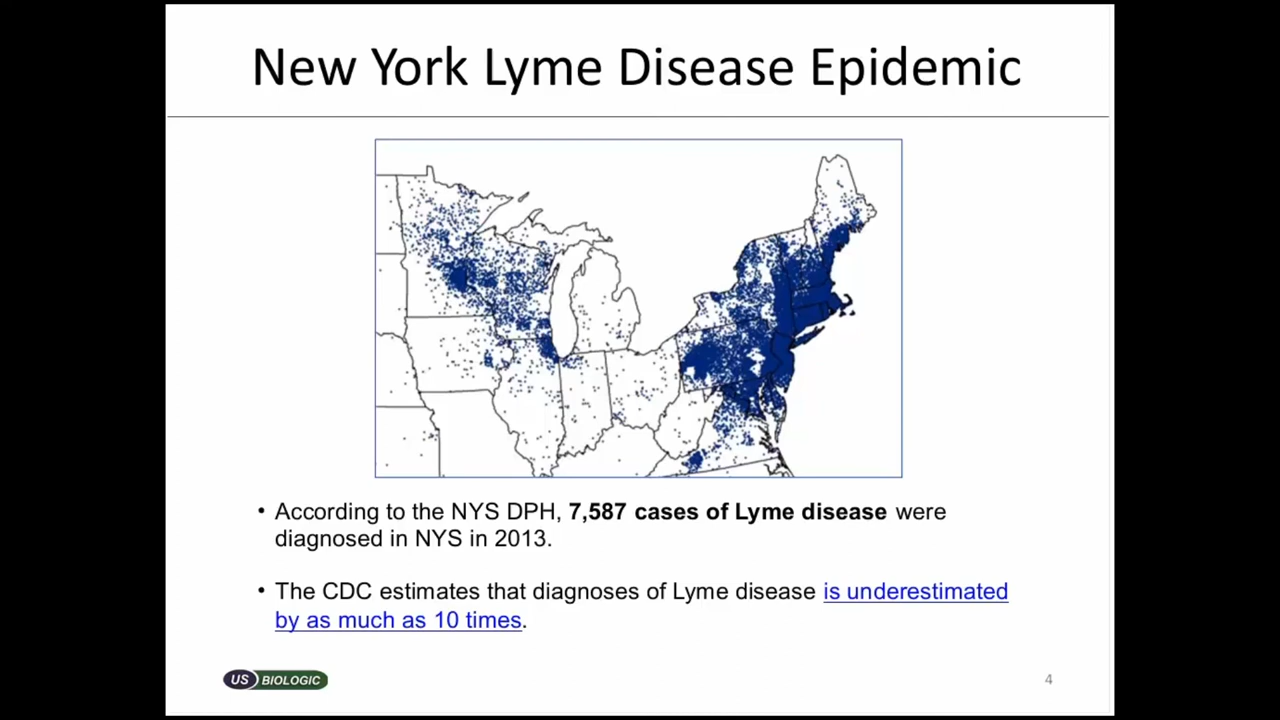 New York Lyme Disease Epidemic
• According to the NYS DPH, 7,587 cases of Lyme disease were
diagnosed in NYS in 2013.
• The CDC estimates that diagnoses of Lyme disease is underestimated
by as much as 10 times.
US BIOLOGIC
4